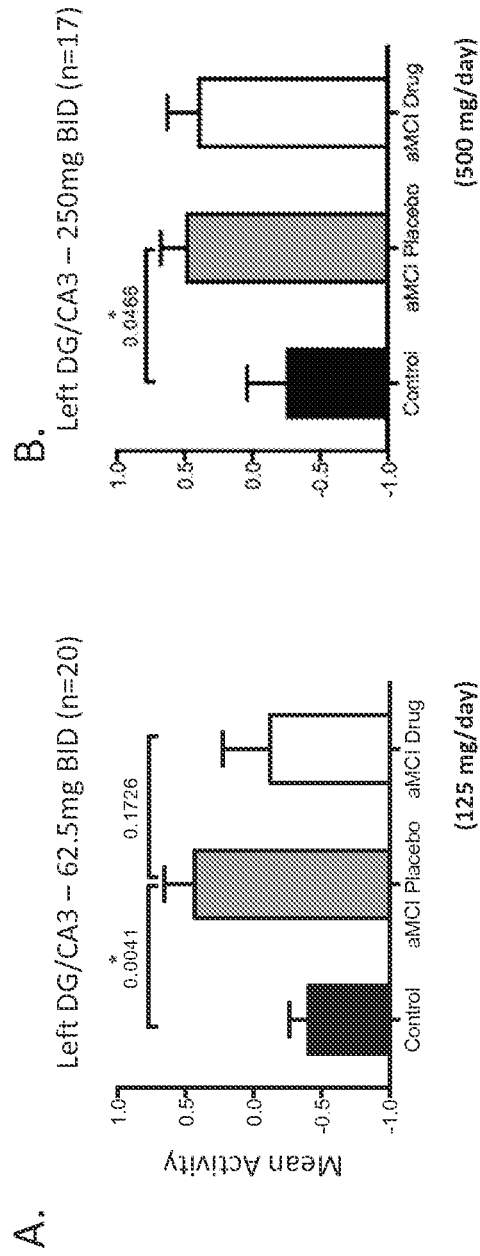 A.
Left DG/CA3 – 62.5mg BID (n=20)
Mean Activity
1.0
0.5
0.0
-0.5
-1.0
*
0.0041
0.1726
Control
aMCI Placebo
aMCI Drug
(125 mg/day)
B.
Left DG/CA3 – 250mg BID (n=17)
1.0
0.5
0.0
-0.5
-1.0
*
0.0466
Control
aMCI Placebo
aMCI Drug
(500 mg/day)